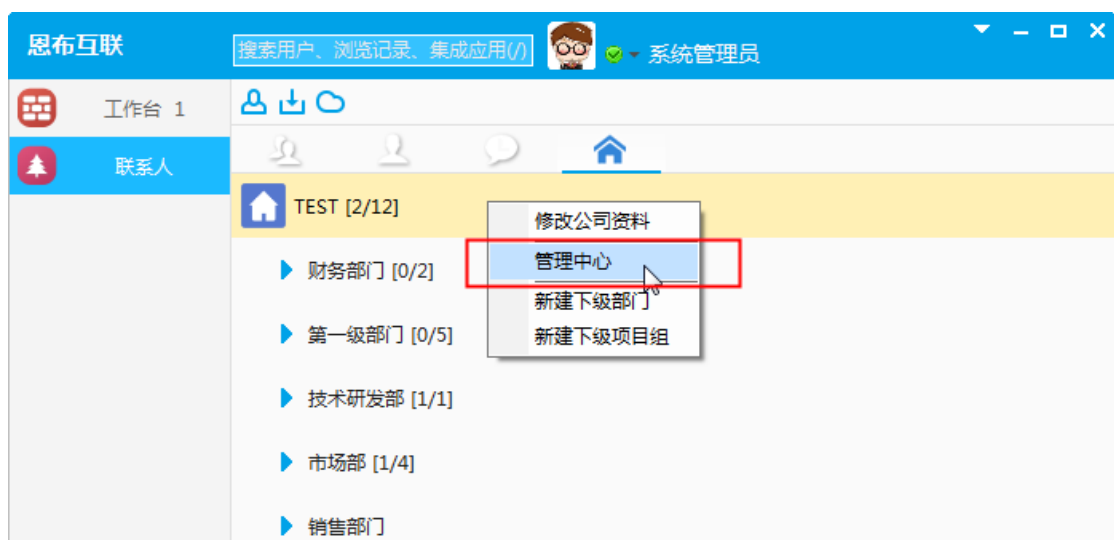 恩布互联
搜索用户、浏览记录、集成应用(/)
系统管理员
工作台 1
联系人
TEST [2/12]
修改公司资料
管理中心
财务部门 [0/2]
新建下级部门
第一级部门 [0/5]
新建下级项目组
技术研发部 [1/1]
市场部 [1/4]
销售部门